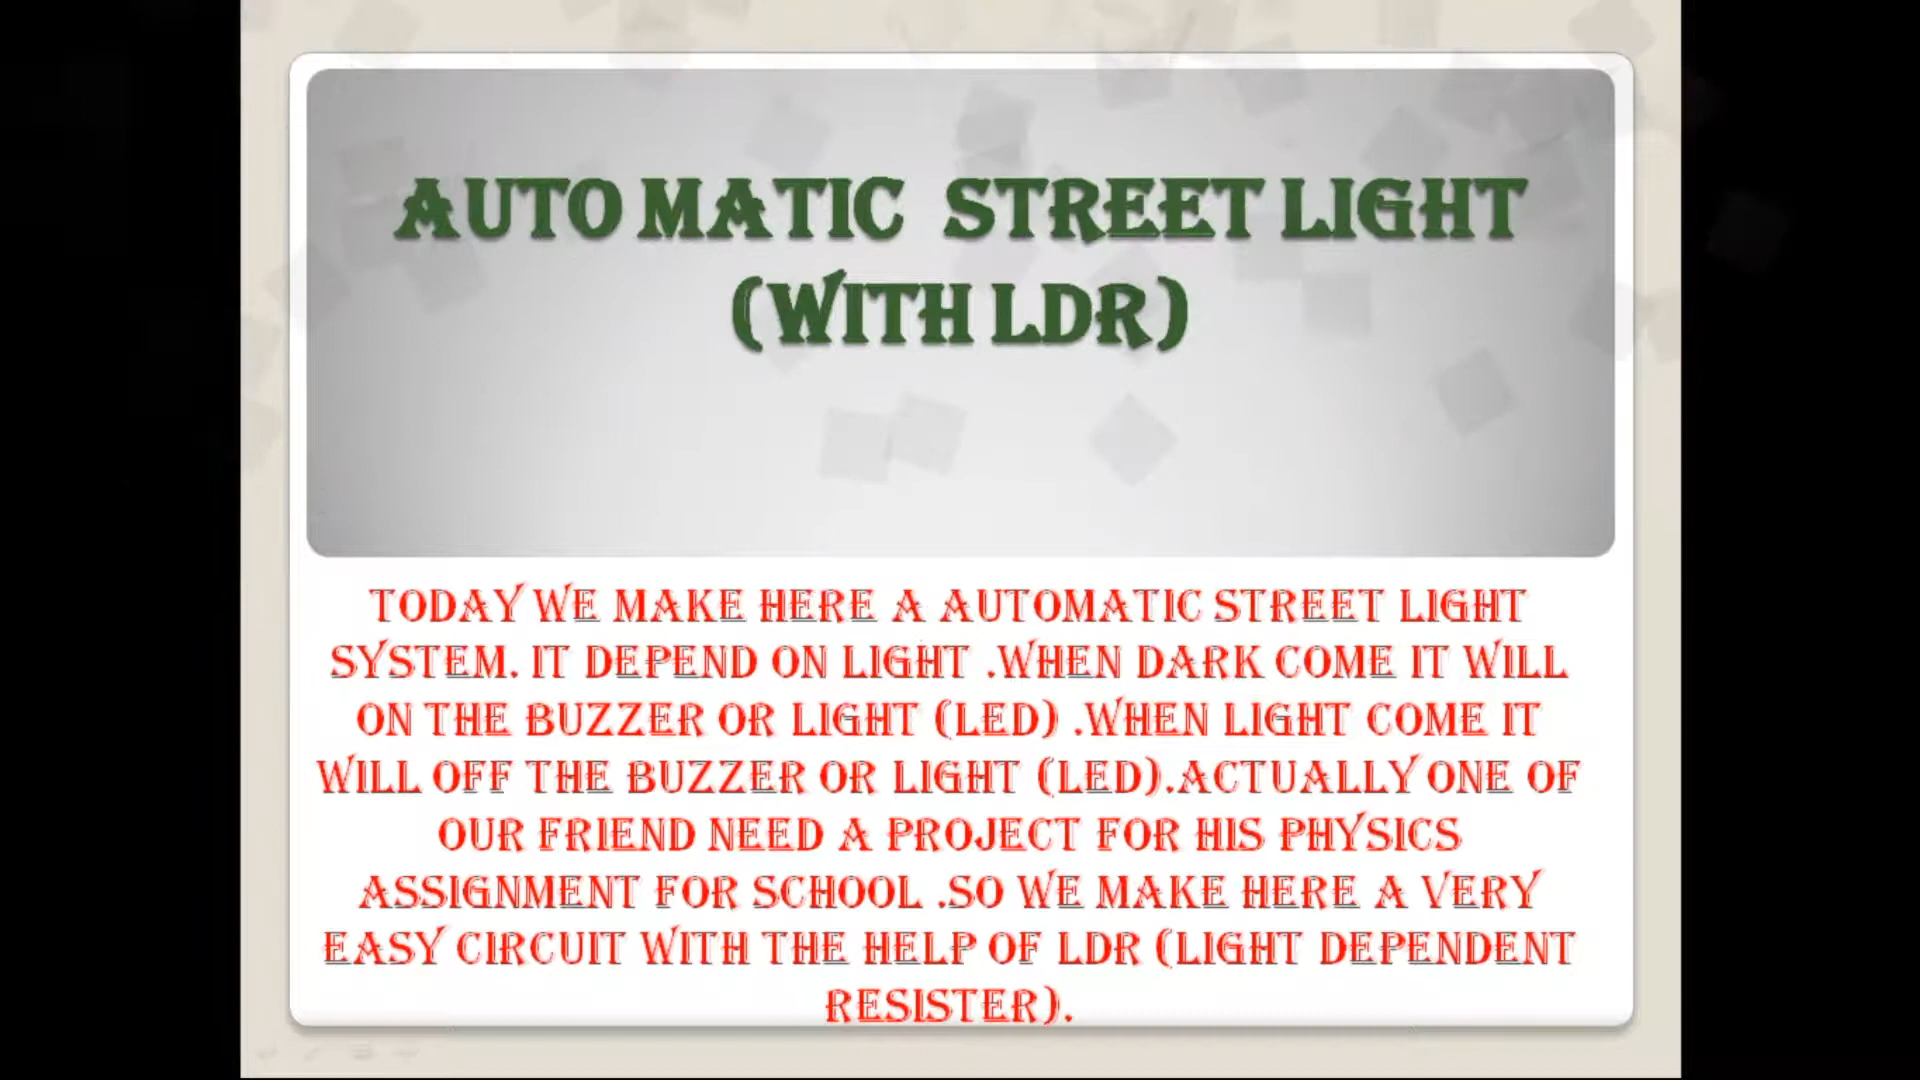 AUTO MATIC STREET LIGHT
(WITH LDR)
TODAY WE MAKE HERE A AUTOMATIC STREET LIGHT
SYSTEM. IT DEPEND ON LIGHT .WHEN DARK COME IT WILL
ON THE BUZZER OR LIGHT (LED) .WHEN LIGHT COME IT
WILL OFF THE BUZZER OR LIGHT (LED).ACTUALLY ONE OF
OUR FRIEND NEED A PROJECT FOR HIS PHYSICS
ASSIGNMENT FOR SCHOOL .SO WE MAKE HERE A VERY
EASY CIRCUIT WITH THE HELP OF LDR (LIGHT DEPENDENT
RESISTER).